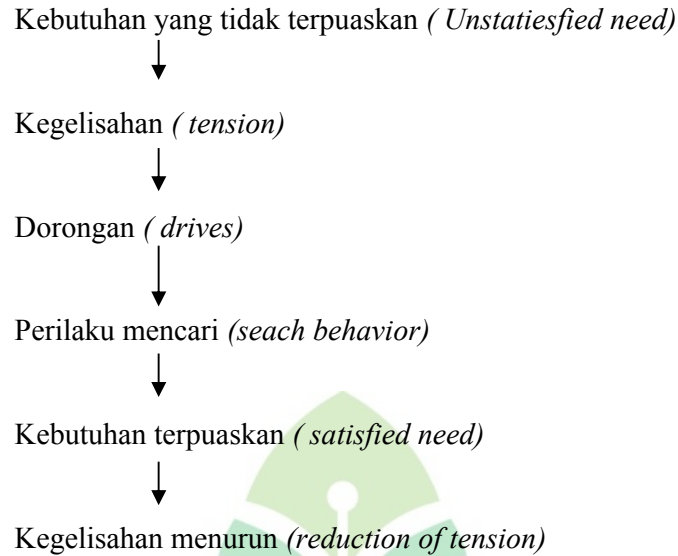 Kebutuhan yang tidak terpuaskan ( Unstatiesfied need)
Kegelisahan ( tension)
Dorongan ( drives)
Perilaku mencari (seach behavior)
Kebutuhan terpuaskan ( satisfied need)
Kegelisahan menurun (reduction of tension)